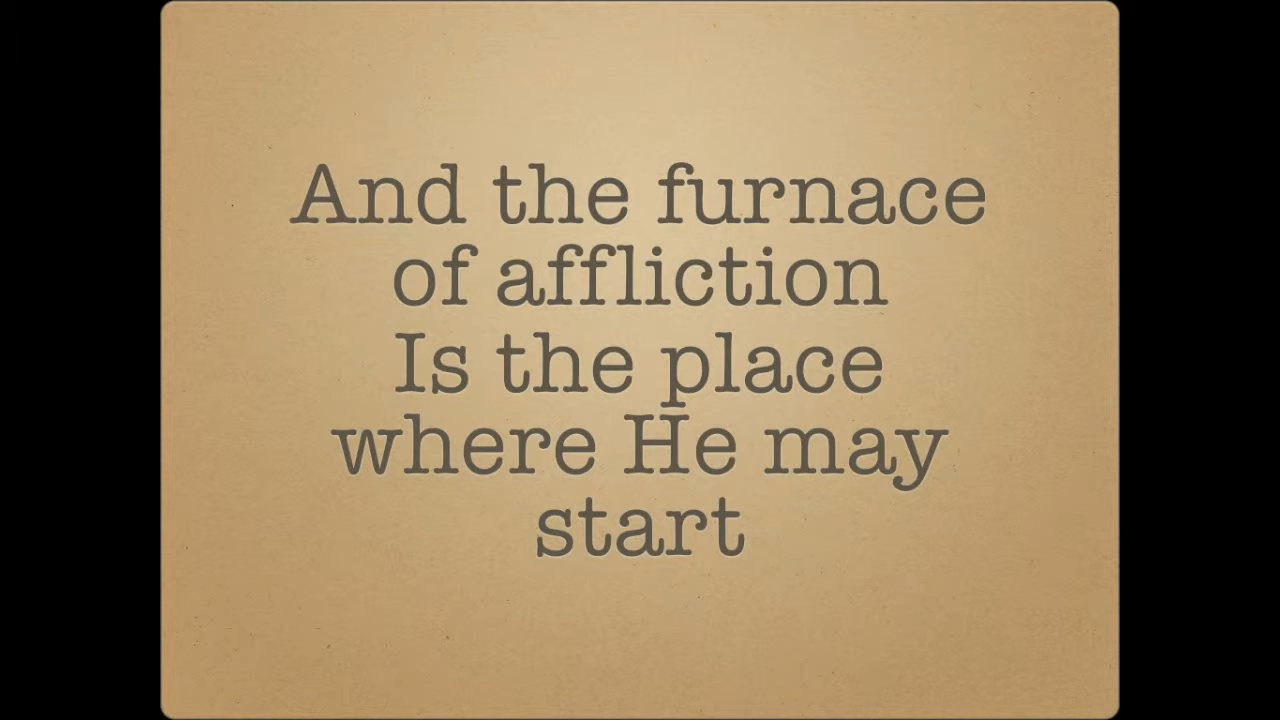 And the furnace
of affliction
Is the place
where He may
start